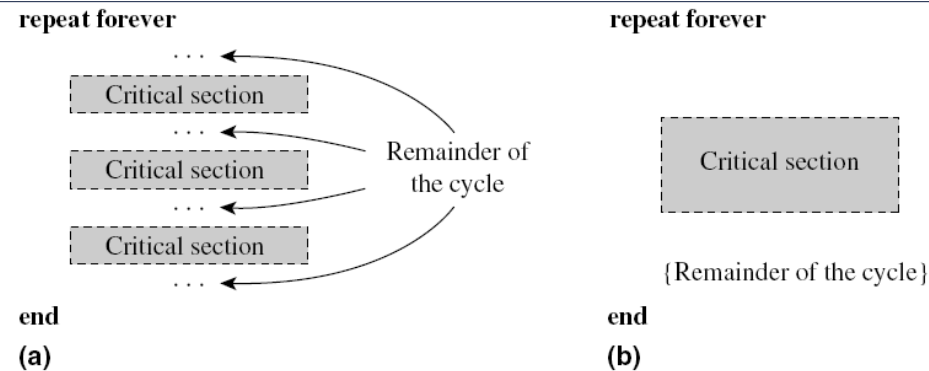 repeat forever
. . .
Critical section
. . .
Critical section
. . .
Critical section
. . .
Remainder of
the cycle
end
(a)
repeat forever
Critical section
{Remainder of the cycle}
end
(b)